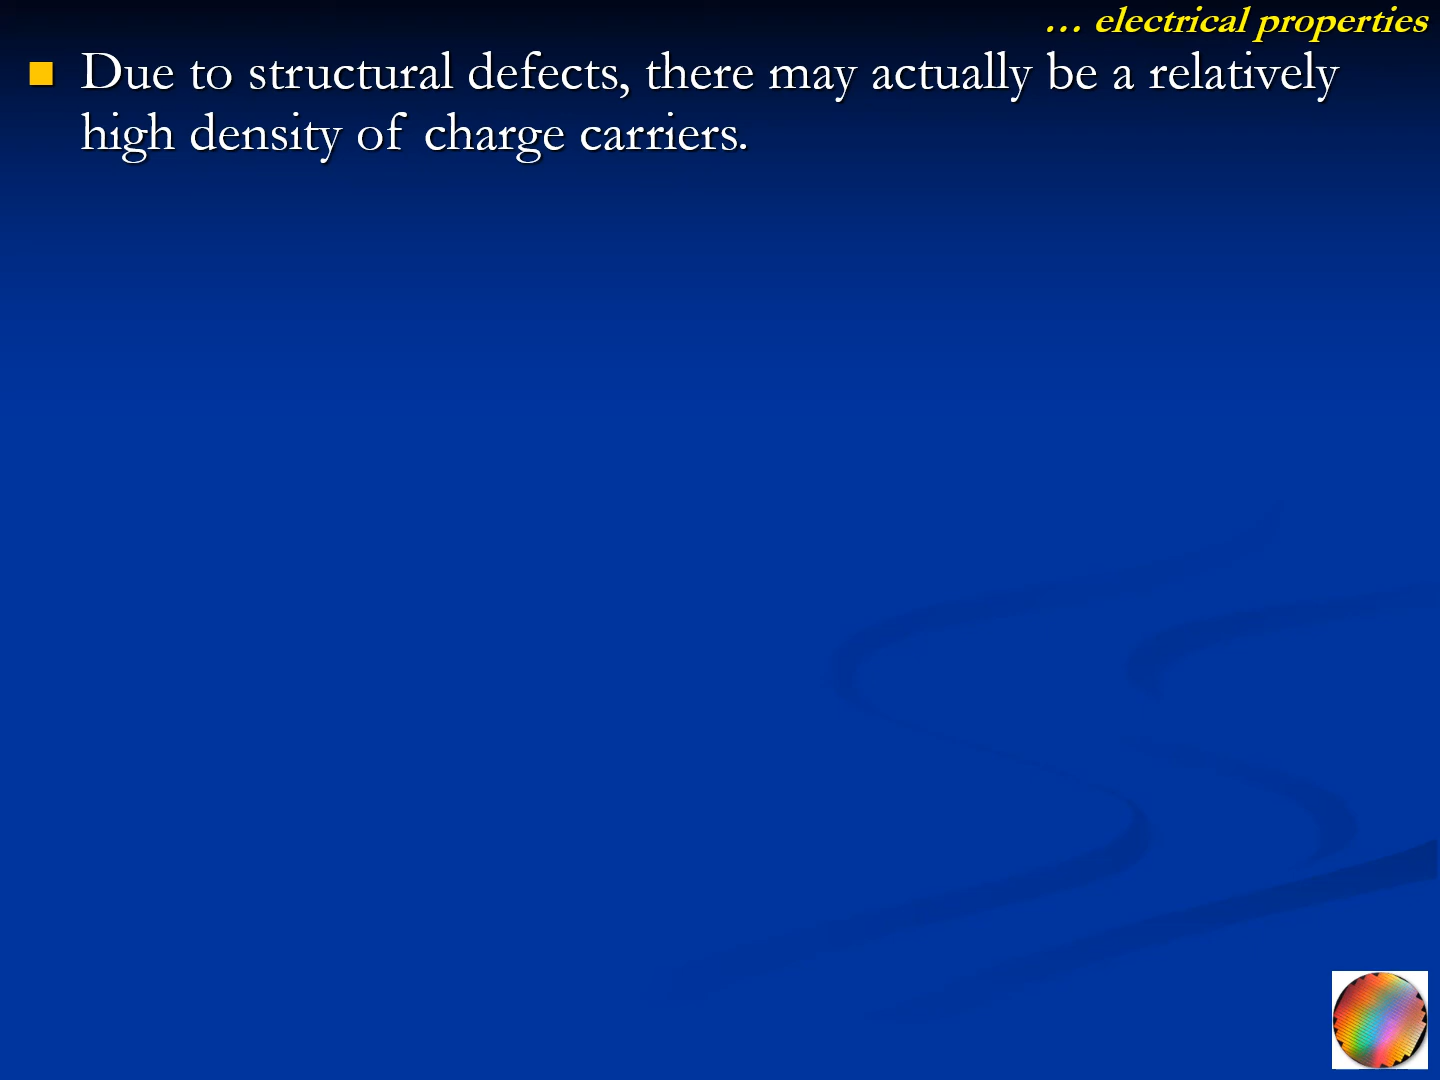 … electrical properties
Due to structural defects, there may actually be a relatively
high density of charge carriers.